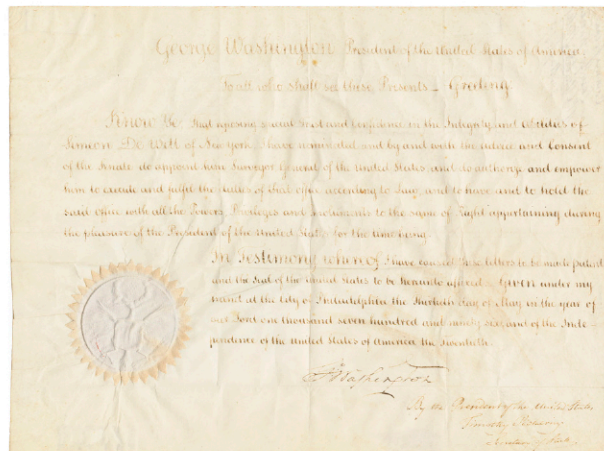 George Washington President of the United States of America,
To all who shall see these Presents – Greeting
Know Ye That reposing special Trust and Confidence in the Integrity and Abilities of
Simeon De Witt of New York I have nominated and by and with the advice and Consent
of the Senate do appoint him Surveyor General of the United States and do authorize and empower
him to execute and fulfil the duties of that office according to law, and to have and to hold the
said office with all the Powers, Privileges and Emoluments to the same of Right appertaining during
the pleasure of the President of the United States for the time being.
In Testimony whereof I have caused these letters to be made patent
and the Seal of the United States to be hereunto affixed. Given under my
hand at the City of Philadelphia the day of May in the year of
our Lord one thousand seven hundred and ninety six, and of the Inde-
pendence of the United States of America the Twentieth.
G Washington
By the President of the United States
Timothy Pickering
Secretary of State